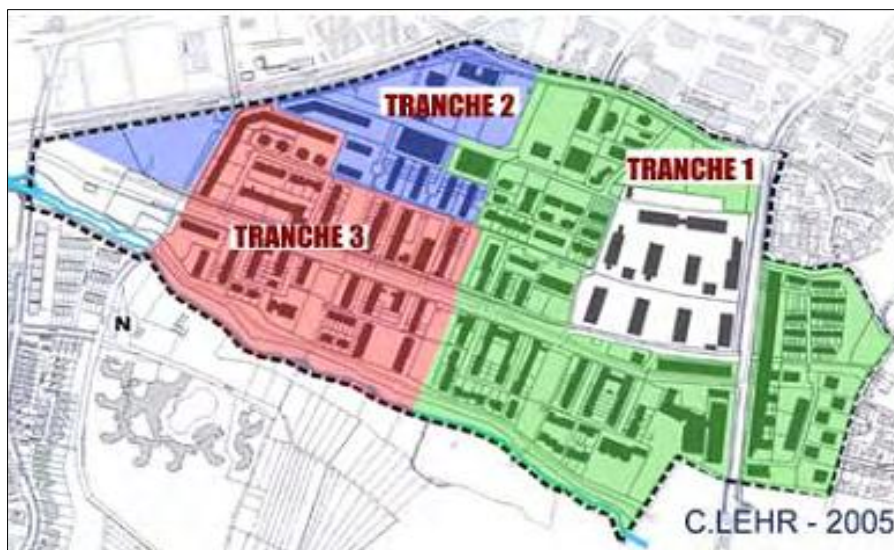 TRANCHE 2
TRANCHE 1
TRANCHE 3
N
C.LEHR - 2005